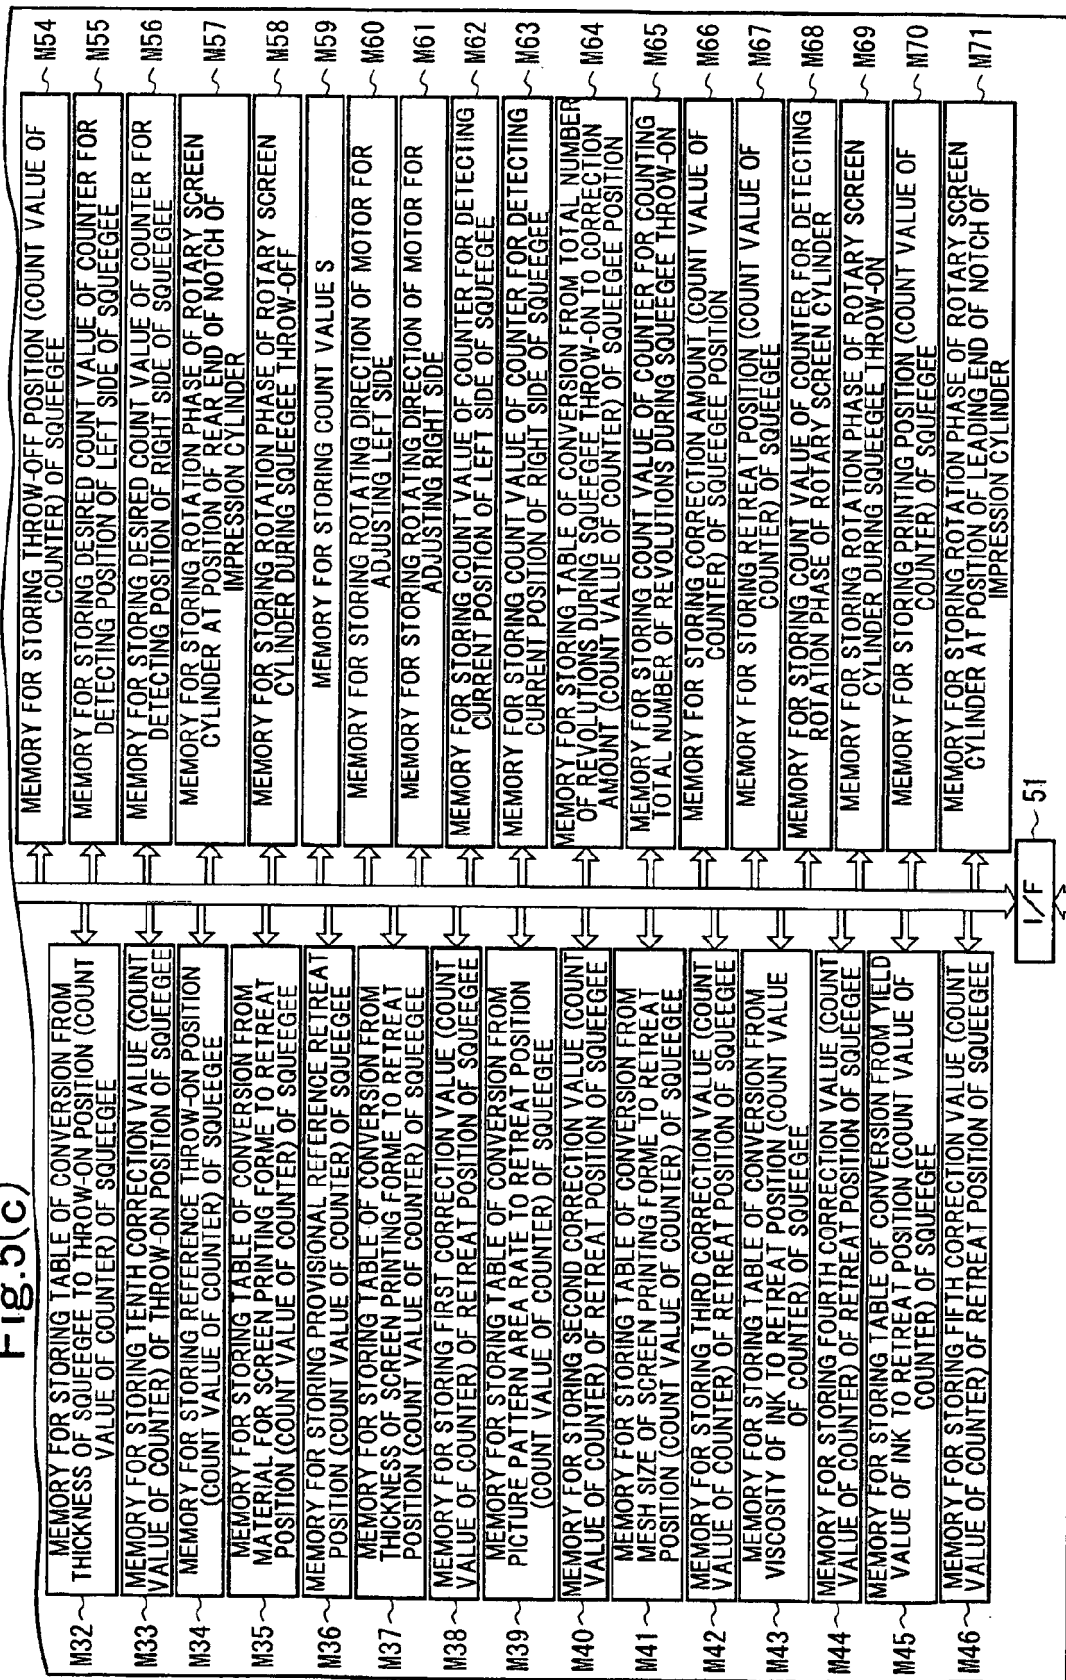 Fig.5(c)
M32
MEMORY FOR STORING TABLE OF CONVERSION FROM
THICKNESS OF SQUEEGEE TO THROW-ON POSITION (COUNT
VALUE OF COUNTER) OF SQUEEGEE
M33
MEMORY FOR STORING TENTH CORRECTION VALUE (COUNT
VALUE OF COUNTER) OF THROW-ON POSITION OF SQUEEGEE
M34
MEMORY FOR STORING REFERENCE THROW-ON POSITION
(COUNT VALUE OF COUNTER) OF SQUEEGEE
M35
MEMORY FOR STORING TABLE OF CONVERSION FROM
MATERIAL FOR SCREEN PRINTING FORME TO RETREAT
POSITION (COUNT VALUE OF COUNTER) OF SQUEEGEE
M36
MEMORY FOR STORING PROVISIONAL REFERENCE RETREAT
POSITION (COUNT VALUE OF COUNTER) OF SQUEEGEE
M37
MEMORY FOR STORING TABLE OF CONVERSION FROM
THICKNESS OF SCREEN PRINTING FORME TO RETREAT
POSITION (COUNT VALUE OF COUNTER) OF SQUEEGEE
M38
MEMORY FOR STORING FIRST CORRECTION VALUE (COUNT
VALUE OF COUNTER) OF RETREAT POSITION OF SQUEEGEE
M39
MEMORY FOR STORING TABLE OF CONVERSION FROM
PICTURE PATTERN AREA RATE TO RETREAT POSITION
(COUNT VALUE OF COUNTER) OF SQUEEGEE
M40
MEMORY FOR STORING SECOND CORRECTION VALUE (COUNT
VALUE OF COUNTER) OF RETREAT POSITION OF SQUEEGEE
M41
MEMORY FOR STORING TABLE OF CONVERSION FROM
MESH SIZE OF SCREEN PRINTING FORME TO RETREAT
POSITION (COUNT VALUE OF COUNTER) OF SQUEEGEE
M42
MEMORY FOR STORING THIRD CORRECTION VALUE (COUNT
VALUE OF COUNTER) OF RETREAT POSITION OF SQUEEGEE
M43
MEMORY FOR STORING TABLE OF CONVERSION FROM
VISCOSITY OF INK TO RETREAT POSITION (COUNT VALUE
OF COUNTER) OF SQUEEGEE
M44
MEMORY FOR STORING FOURTH CORRECTION VALUE (COUNT
VALUE OF COUNTER) OF RETREAT POSITION OF SQUEEGEE
M45
MEMORY FOR STORING TABLE OF CONVERSION FROM YIELD
VALUE OF INK TO RETREAT POSITION (COUNT VALUE OF
COUNTER) OF SQUEEGEE
M46
MEMORY FOR STORING FIFTH CORRECTION VALUE (COUNT
VALUE OF COUNTER) OF RETREAT POSITION OF SQUEEGEE
MEMORY FOR STORING THROW-OFF POSITION (COUNT VALUE OF
COUNTER) OF SQUEEGEE
M54
MEMORY FOR STORING DESIRED COUNT VALUE OF COUNTER FOR
DETECTING POSITION OF LEFT SIDE OF SQUEEGEE
M55
MEMORY FOR STORING DESIRED COUNT VALUE OF COUNTER FOR
DETECTING POSITION OF RIGHT SIDE OF SQUEEGEE
M56
MEMORY FOR STORING ROTATION PHASE OF ROTARY SCREEN
CYLINDER AT POSITION OF REAR END OF NOTCH OF
IMPRESSION CYLINDER
M57
MEMORY FOR STORING ROTATION PHASE OF ROTARY SCREEN
CYLINDER DURING SQUEEGEE THROW-OFF
M58
MEMORY FOR STORING COUNT VALUE S
M59
MEMORY FOR STORING ROTATING DIRECTION OF MOTOR FOR
ADJUSTING LEFT SIDE
M60
MEMORY FOR STORING ROTATING DIRECTION OF MOTOR FOR
ADJUSTING RIGHT SIDE
M61
MEMORY FOR STORING COUNT VALUE OF COUNTER FOR DETECTING
CURRENT POSITION OF LEFT SIDE OF SQUEEGEE
M62
MEMORY FOR STORING COUNT VALUE OF COUNTER FOR DETECTING
CURRENT POSITION OF RIGHT SIDE OF SQUEEGEE
M63
MEMORY FOR STORING TABLE OF CONVERSION FROM TOTAL NUMBER
OF REVOLUTIONS DURING SQUEEGEE THROW-ON TO CORRECTION
AMOUNT (COUNT VALUE OF COUNTER) OF SQUEEGEE POSITION
M64
MEMORY FOR STORING COUNT VALUE OF COUNTER FOR COUNTING
TOTAL NUMBER OF REVOLUTIONS DURING SQUEEGEE THROW-ON
M65
MEMORY FOR STORING CORRECTION AMOUNT (COUNT VALUE OF
COUNTER) OF SQUEEGEE POSITION
M66
MEMORY FOR STORING RETREAT POSITION (COUNT VALUE OF
COUNTER) OF SQUEEGEE
M67
MEMORY FOR STORING COUNT VALUE OF COUNTER FOR DETECTING
ROTATION PHASE OF ROTARY SCREEN CYLINDER
M68
MEMORY FOR STORING ROTATION PHASE OF ROTARY SCREEN
CYLINDER DURING SQUEEGEE THROW-ON
M69
MEMORY FOR STORING PRINTING POSITION (COUNT VALUE OF
COUNTER) OF SQUEEGEE
M70
MEMORY FOR STORING ROTATION PHASE OF ROTARY SCREEN
CYLINDER AT POSITION OF LEADING END OF NOTCH OF
IMPRESSION CYLINDER
M71
I/F
51